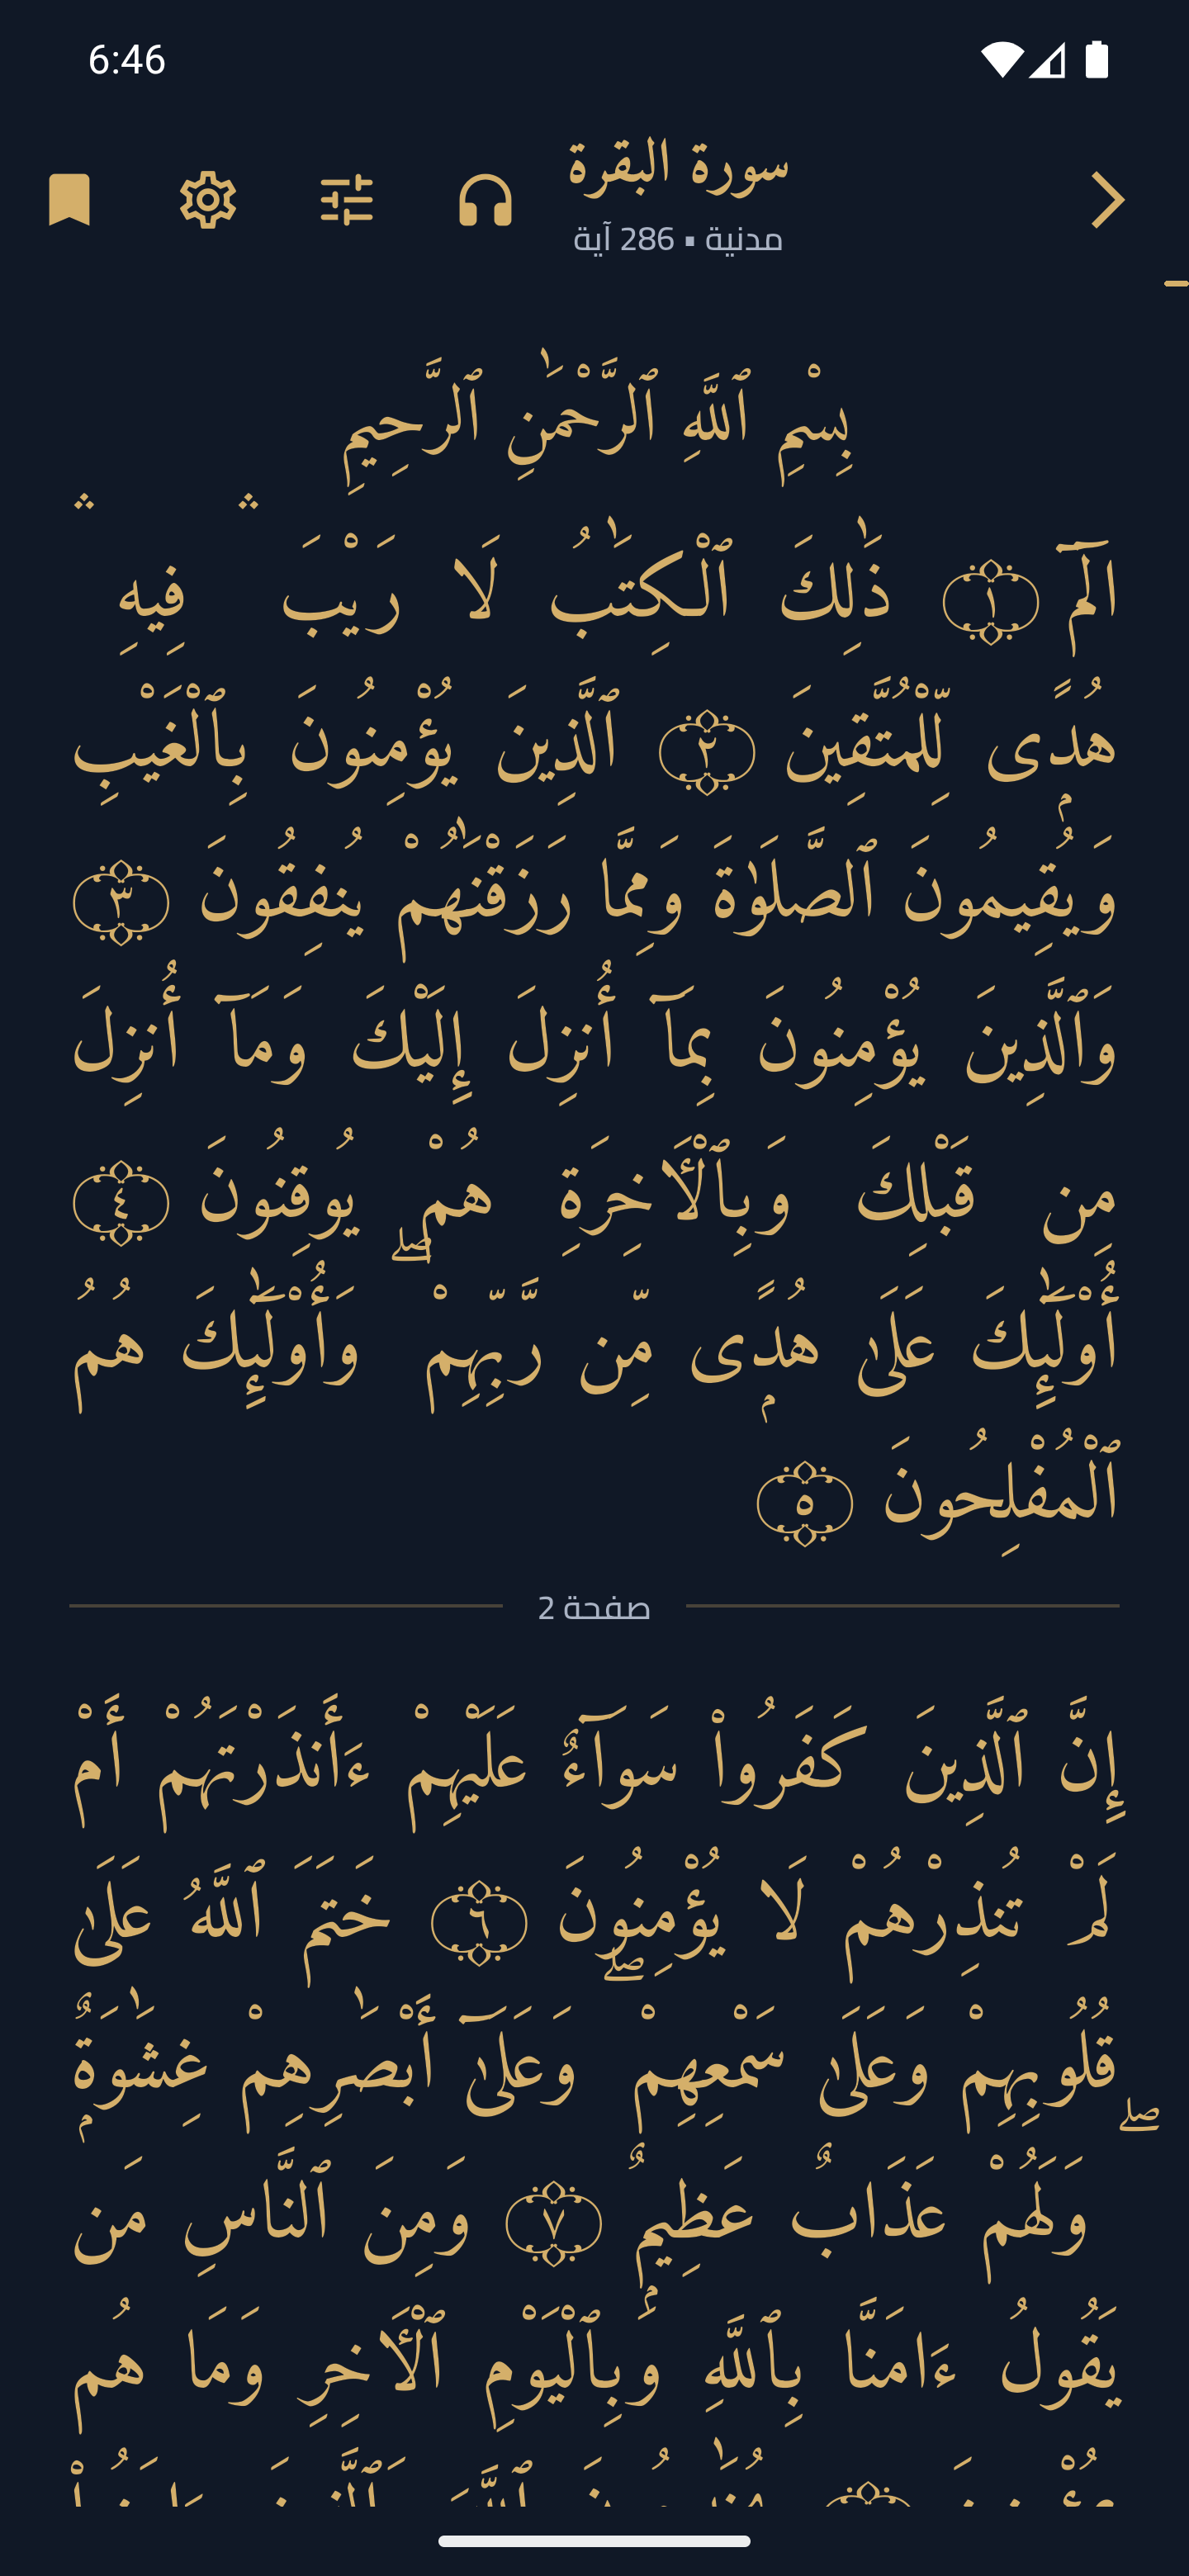 6:46
سورة البقرة
مدنية • 286 آية
بِسْمِ ٱللَّهِ ٱلرَّحْمَٰنِ ٱلرَّحِيمِ
الٓمٓ ١ ذَٰلِكَ ٱلْكِتَٰبُ لَا رَيْبَ ۛ فِيهِ ۛ
هُدًۭى لِّلْمُتَّقِينَ ٢ ٱلَّذِينَ يُؤْمِنُونَ بِٱلْغَيْبِ
وَيُقِيمُونَ ٱلصَّلَوٰةَ وَمِمَّا رَزَقْنَٰهُمْ يُنفِقُونَ ٣
وَٱلَّذِينَ يُؤْمِنُونَ بِمَآ أُنزِلَ إِلَيْكَ وَمَآ أُنزِلَ
مِن قَبْلِكَ وَبِٱلْأَاخِرَةِ هُمْ يُوقِنُونَ ٤
أُو۟لَٰٓئِكَ عَلَىٰ هُدًۭى مِّن رَّبِّهِمْ ۖ وَأُو۟لَٰٓئِكَ هُمُ
ٱلْمُفْلِحُونَ ٥
صفحة 2
إِنَّ ٱلَّذِينَ كَفَرُوا۟ سَوَآءٌ عَلَيْهِمْ ءَأَنذَرْتَهُمْ أَمْ
لَمْ تُنذِرْهُمْ لَا يُؤْمِنُونَ ٦ خَتَمَ ٱللَّهُ عَلَىٰ
قُلُوبِهِمْ وَعَلَىٰ سَمْعِهِمْ ۖ وَعَلَىٰٓ أَبْصَٰرِهِمْ غِشَٰوَةٌۭ ۖ
وَلَهُمْ عَذَابٌ عَظِيمٌۭ ٧ وَمِنَ ٱلنَّاسِ مَن
يَقُولُ ءَامَنَّا بِٱللَّهِ وَبِٱلْيَوْمِ ٱلْأَاخِرِ وَمَا هُم